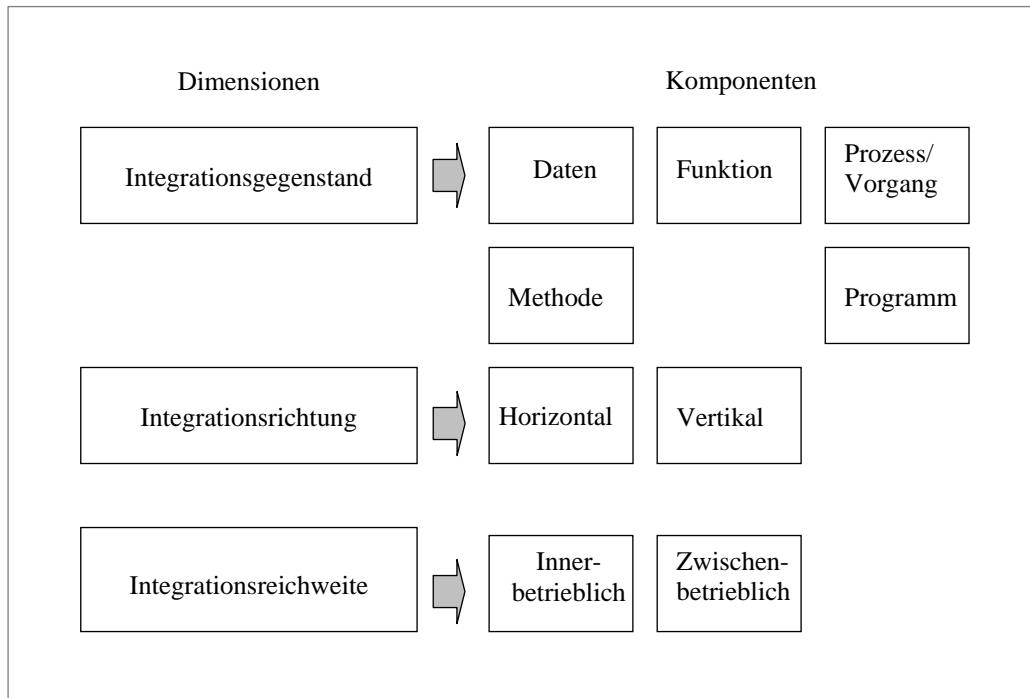 Dimensionen
Komponenten
Integrationsgegenstand
Daten
Funktion
Prozess/
Vorgang
Methode
Programm
Integrationsrichtung
Horizontal
Vertikal
Integrationsreichweite
Inner-
betrieblich
Zwischen-
betrieblich